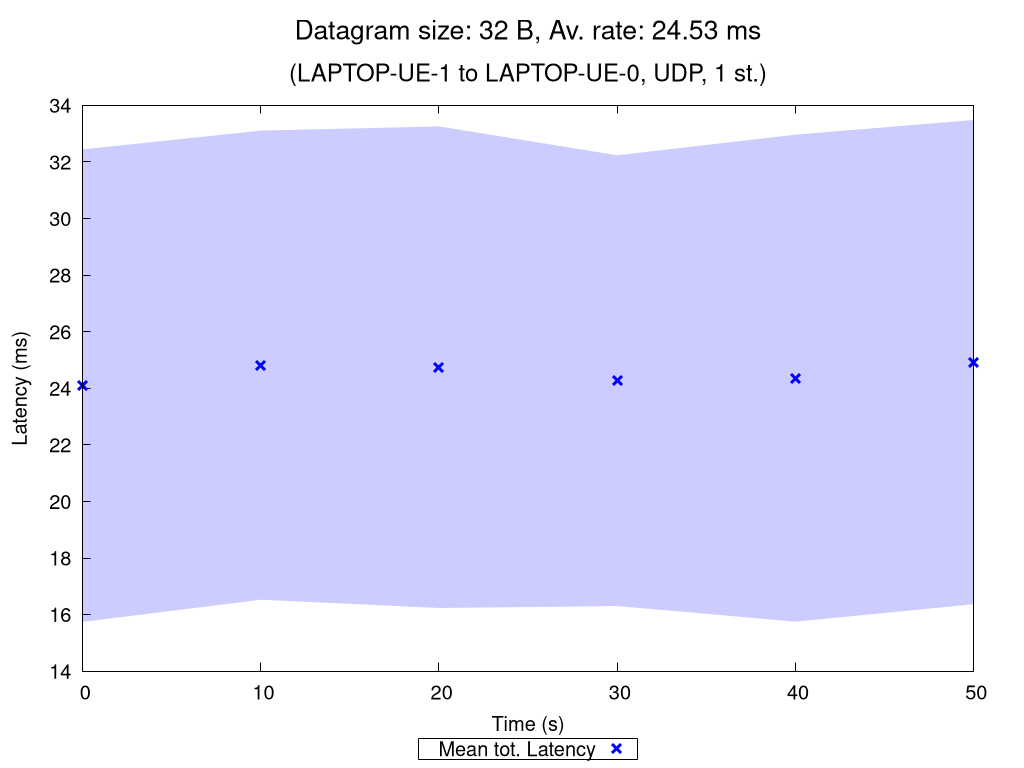 Datagram size: 32 B, Av. rate: 24.53 ms
(LAPTOP-UE-1 to LAPTOP-UE-0, UDP, 1 st.)
34
32
30
28
26
24
22
20
18
16
14
Latency (ms)
0 10 20 30 40 50
Time (s)
Mean tot. Latency